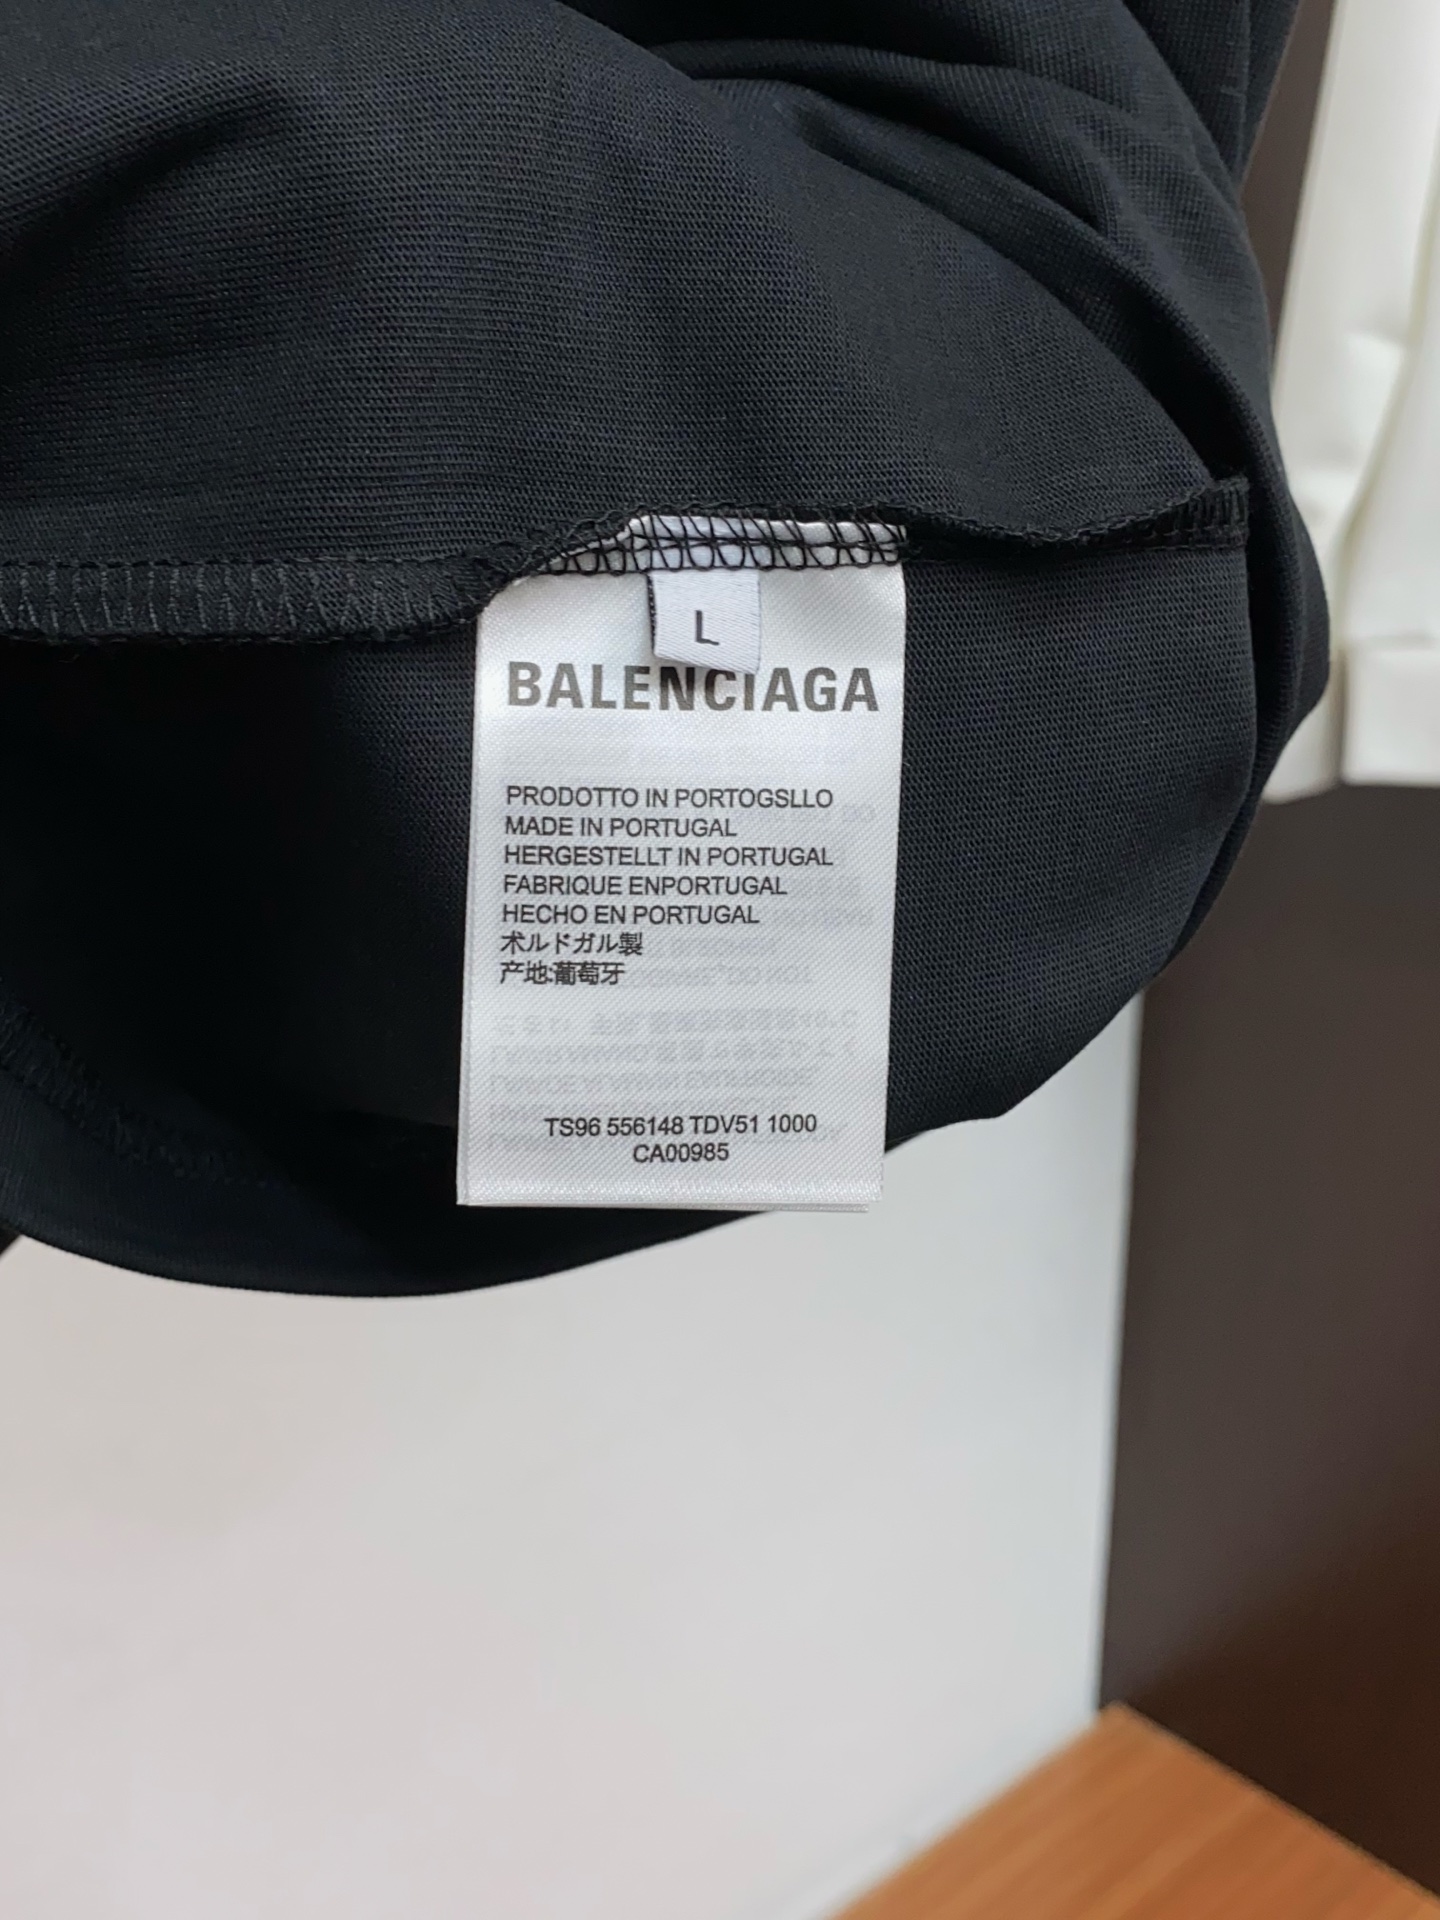 L
BALENCIAGA
PRODOTTO IN PORTOGSLLO
MADE IN PORTUGAL
HERGESTELLT IN PORTUGAL
FABRIQUE ENPORTUGAL
HECHO EN PORTUGAL
术ルドガル製
产地:葡萄牙
TS96 556148 TDV51 1000
CA00985